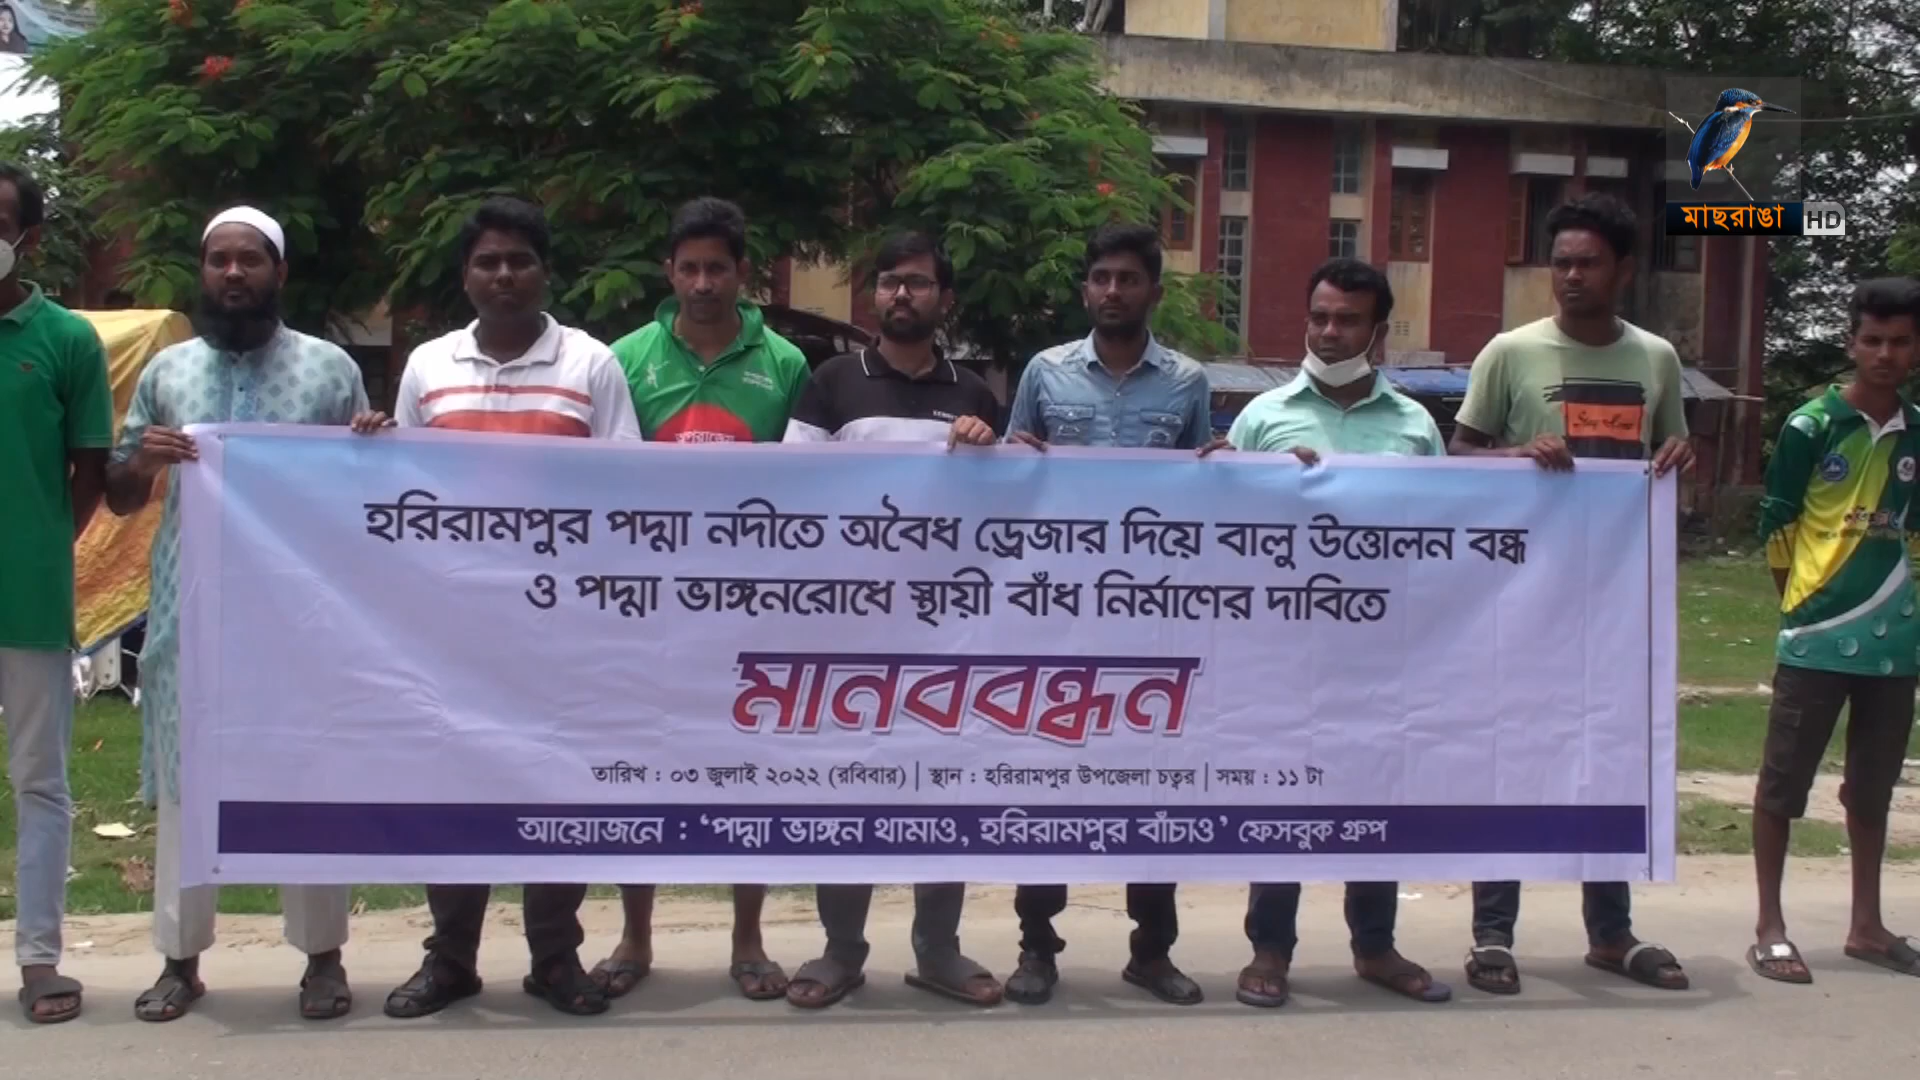 মাছরাঙা HD
হরিরামপুর পদ্মা নদীতে অবৈধ ড্রেজার দিয়ে বালু উত্তোলন বন্ধ
ও পদ্মা ভাঙ্গনরোধে স্থায়ী বাঁধ নির্মাণের দাবিতে
মানববন্ধন
তারিখ : ০৩ জুলাই ২০২২ (রবিবার) | স্থান : হরিরামপুর উপজেলা চত্বর | সময় : ১১ টা
আয়োজনে : ‘পদ্মা ভাঙ্গন থামাও, হরিরামপুর বাঁচাও’ ফেসবুক গ্রুপ